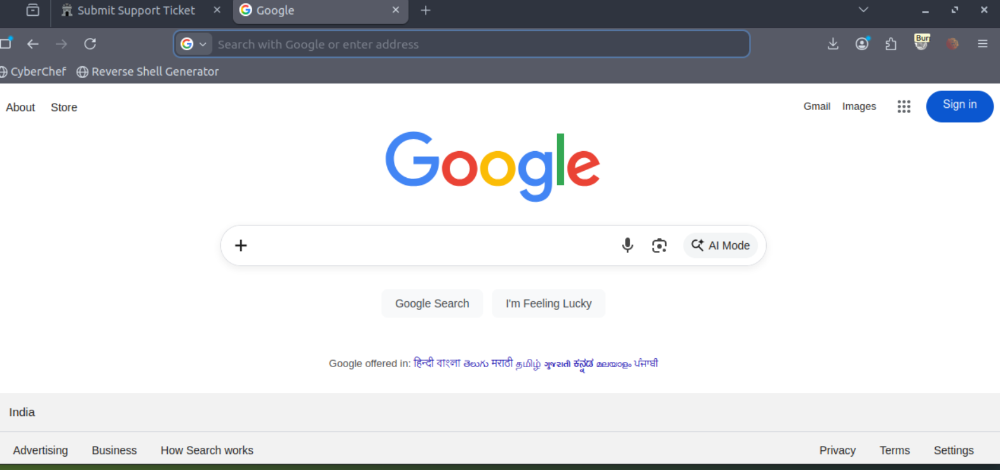 Submit Support Ticket
Google
Search with Google or enter address
Bur
CyberChef Reverse Shell Generator
About Store Gmail Images Sign in
Google
AI Mode
Google Search I'm Feeling Lucky
Google offered in: हिन्दी বাংলা తెలుగు मराठी தமிழ் ગુજરાતી ಕನ್ನಡ മലയാളം ਪੰਜਾਬੀ
India
Advertising Business How Search works Privacy Terms Settings